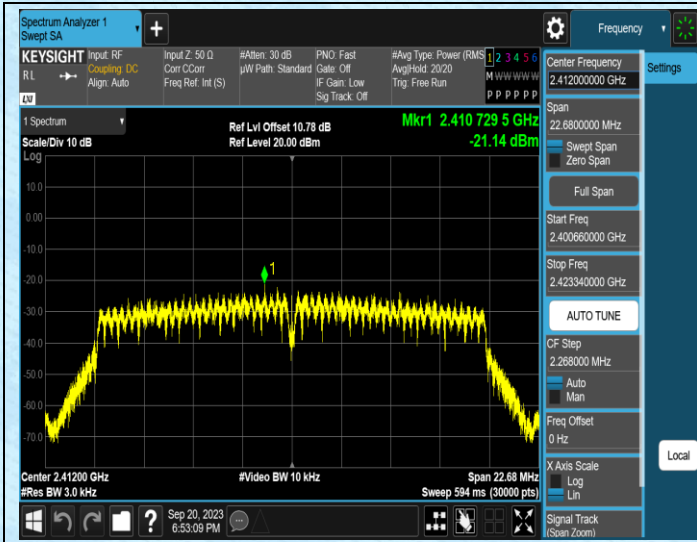 Spectrum Analyzer 1
Swept SA
+
Frequency
KEYSIGHT
RL
LXI
Input: RF
Coupling: DC
Align: Auto
Input Z: 50 Ω
Corr CCorr
Freq Ref: Int (S)
#Atten: 30 dB
µW Path: Standard
PNO: Fast
Gate: Off
IF Gain: Low
Sig Track: Off
#Avg Type: Power (RMS
Avg|Hold: 20/20
Trig: Free Run
1 2 3 4 5 6
M W W W W W
P P P P P P
1 Spectrum
Scale/Div 10 dB
Ref Lvl Offset 10.78 dB
Ref Level 20.00 dBm
Mkr1 2.410 729 5 GHz
-21.14 dBm
Log
10.0
0.00
-10.0
-20.0
-30.0
-40.0
-50.0
-60.0
-70.0
1
Center 2.41200 GHz
#Res BW 3.0 kHz
#Video BW 10 kHz
Span 22.68 MHz
Sweep 594 ms (30000 pts)
Sep 20, 2023
6:53:09 PM
?
Center Frequency
2.412000000 GHz
Span
22.6800000 MHz
Swept Span
Zero Span
Full Span
Start Freq
2.400660000 GHz
Stop Freq
2.423340000 GHz
AUTO TUNE
CF Step
2.268000 MHz
Auto
Man
Freq Offset
0 Hz
X Axis Scale
Log
Lin
Signal Track
(Span Zoom)
Settings
Local